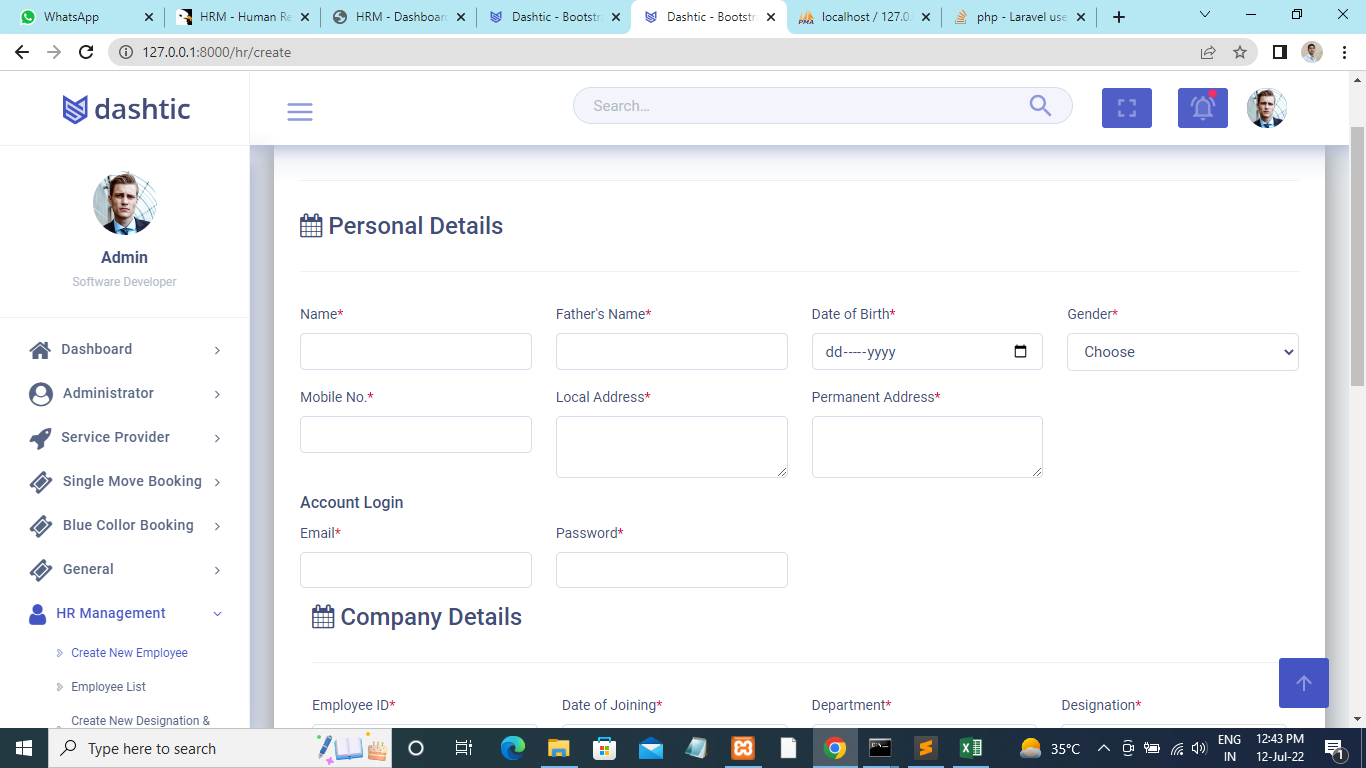 WhatsApp
HRM - Human Re
HRM - Dashboard
Dashtic - Bootstr
Dashtic - Bootstr
localhost / 127.0.
php - Laravel use
127.0.0.1:8000/hr/create
dashtic
Search...
Admin
Software Developer
Dashboard
Administrator
Service Provider
Single Move Booking
Blue Collor Booking
General
HR Management
Create New Employee
Employee List
Create New Designation &
Personal Details
Name*
Father's Name*
Date of Birth*
Gender*
dd-----yyyy
Choose
Mobile No.*
Local Address*
Permanent Address*
Account Login
Email*
Password*
Company Details
Employee ID*
Date of Joining*
Department*
Designation*
Type here to search
35°C
ENG
IN
12:43 PM
12-Jul-22
1